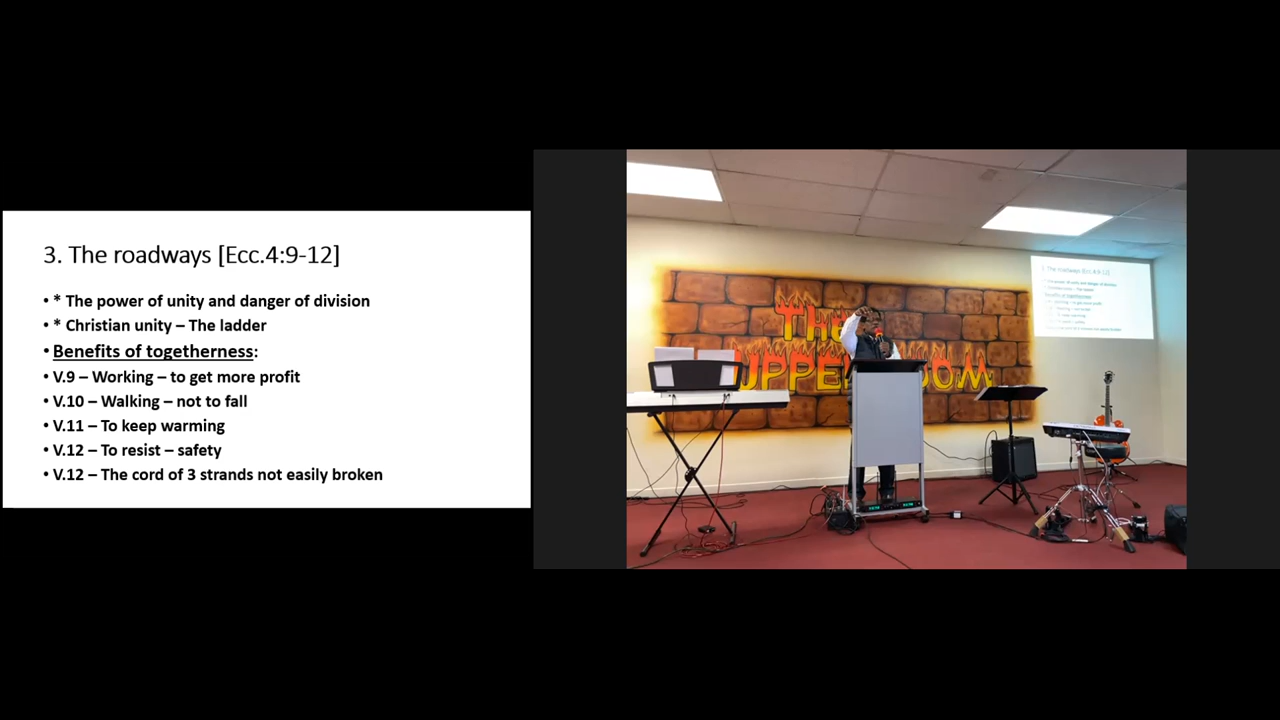 3. The roadways [Ecc.4:9-12]
• * The power of unity and danger of division
• * Christian unity – The ladder
• Benefits of togetherness:
• V.9 – Working – to get more profit
• V.10 – Walking – not to fall
• V.11 – To keep warming
• V.12 – To resist – safety
• V.12 – The cord of 3 strands not easily broken
The